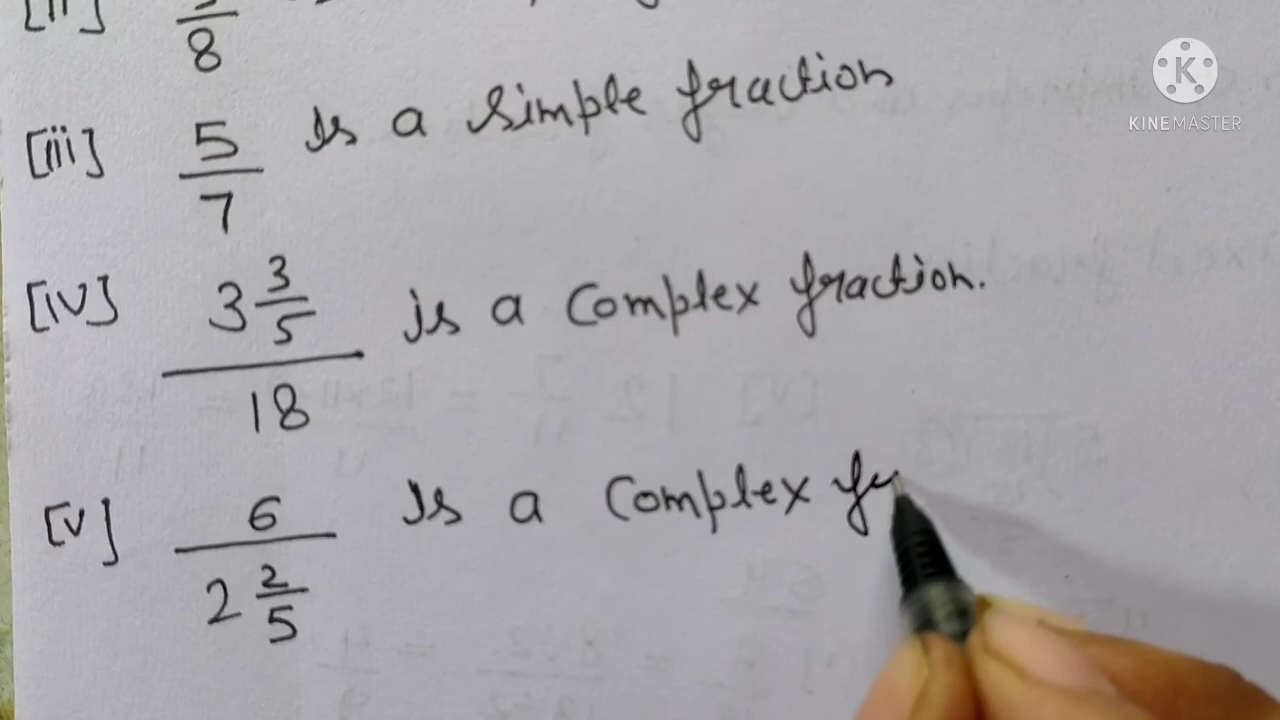 [ii] 8
KINEMASTER
[iii] 5/7 Is a simple fraction
[iv] 3 3/5 / 18 is a complex fraction.
[v] 6 / 2 2/5 Is a complex